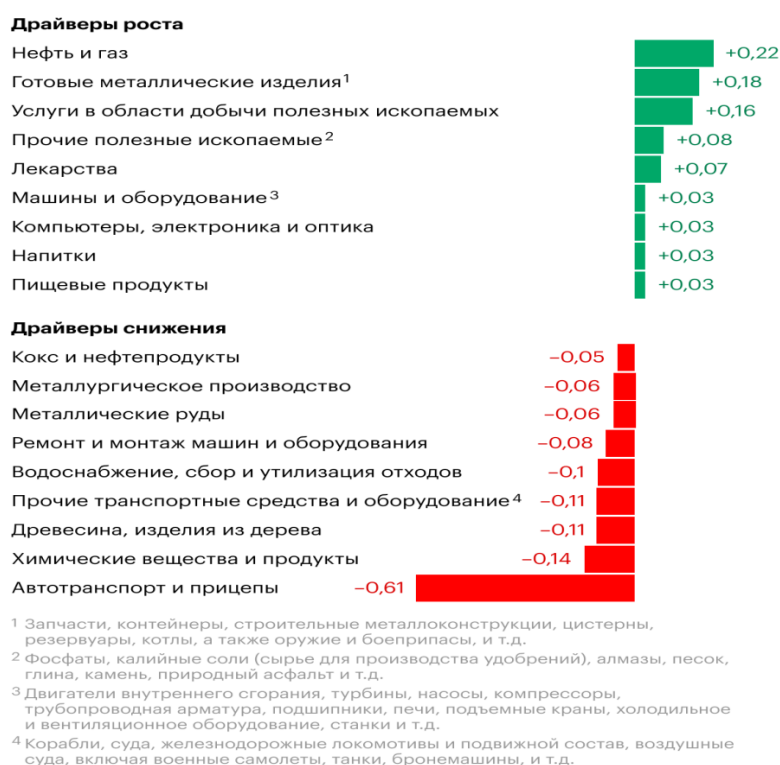 Драйверы роста
Нефть и газ +0,22
Готовые металлические изделия¹ +0,18
Услуги в области добычи полезных ископаемых +0,16
Прочие полезные ископаемые² +0,08
Лекарства +0,07
Машины и оборудование³ +0,03
Компьютеры, электроника и оптика +0,03
Напитки +0,03
Пищевые продукты +0,03
Драйверы снижения
Кокс и нефтепродукты −0,05
Металлургическое производство −0,06
Металлические руды −0,06
Ремонт и монтаж машин и оборудования −0,08
Водоснабжение, сбор и утилизация отходов −0,1
Прочие транспортные средства и оборудование⁴ −0,11
Древесина, изделия из дерева −0,11
Химические вещества и продукты −0,14
Автотранспорт и прицепы −0,61
¹ Запчасти, контейнеры, строительные металлоконструкции, цистерны,
резервуары, котлы, а также оружие и боеприпасы, и т.д.
² Фосфаты, калийные соли (сырье для производства удобрений), алмазы, песок,
глина, камень, природный асфальт и т.д.
³ Двигатели внутреннего сгорания, турбины, насосы, компрессоры,
трубопроводная арматура, подшипники, печи, подъемные краны, холодильное
и вентиляционное оборудование, станки и т.д.
⁴ Корабли, суда, железнодорожные локомотивы и подвижной состав, воздушные
суда, включая военные самолеты, танки, бронемашины, и т.д.